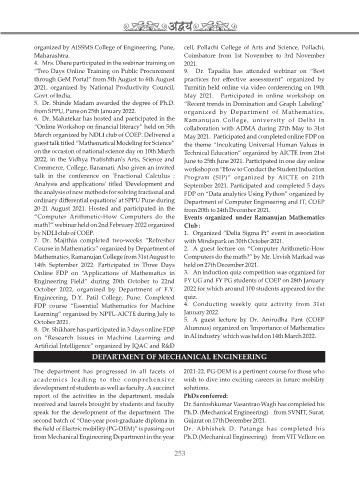 अद्वय
organized by AISSMS College of Engineering, Pune,
Maharashtra.
4. Mrs. Dhere participated in the webinar training on
“Two Days Online Training on Public Procurement
through GeM Portal” from 5th August to 6th August
2021, organized by National Productivity Council,
Govt. of India.
5. Dr. Shinde Madam awarded the degree of Ph.D.
from SPPU, Pune on 25th January 2022.
6. Dr. Mahatekar has hosted and participated in the
“Online Workshop on financial literacy” held on 5th
March organized by NDLI club of COEP. Delivered a
guest talk titled “Mathematical Modeling for Science”
on the occasion of national science day on 10th March
2022, in the Vidhya Pratishthan's, Arts, Science and
Commerce, College, Baramati. Also given an invited
talk in the conference on 'Fractional Calculus :
Analysis and applications' titled 'Development and
the analysis of new methods for solving fractional and
ordinary differential equations' at SPPU Pune during
20-21 August 2021. Hosted and participated in the
“Computer Arithmetic-How Computers do the
math?” webinar held on 2nd February 2022 organized
by NDLI club of COEP.
7. Dr. Majithia completed two-weeks “Refresher
Course in Mathematics” organized by Department of
Mathematics, Ramanujan College from 31st August to
14th September 2022. Participated in Three Days
Online FDP on “Applications of Mathematics in
Engineering Field” during 20th October to 22nd
October 2022, organized by Department of F.Y.
Engineering, D.Y. Patil College, Pune. Completed
FDP course “Essential Mathematics for Machine
Learning” organized by NPTL-AICTE during July to
October 2021.
8. Dr. Shikhare has participated in 3 days online FDP
on “Research Issues in Machine Learning and
Artificial Intelligence” organized by IQAC and R&D
cell, Pollachi College of Arts and Science, Pollachi,
Coimbatore from 1st November to 3rd November
2021.
9. Dr. Tapadia has attended webinar on “Best
practices for effective assessment” organized by
Turnitin held online via video conferencing on 19th
May 2021. Participated in online workshop on
“Recent trends in Domination and Graph Labeling”
organized by Department of Mathematics,
Ramanujan College, university of Delhi in
collaboration with ADMA during 27th May to 31st
May 2021. Participated and completed online FDP on
the theme “Inculcating Universal Human Values in
Technical Education” organized by AICTE from 21st
June to 25th June 2021. Participated in one day online
workshop on “How to Conduct the Student Induction
Program (SIP)” organized by AICTE on 21th
September 2021. Participated and completed 5 days
FDP on “Data analytics Using Python” organized by
Department of Computer Engineering and IT, COEP
from 20th to 24th December 2021.
Events organized under Ramanujan Mathematics
Club :
1. Organized “Delta Sigma Pi” event in association
with Mindspark on 30th October 2021.
2. A guest lecture on “Computer Arithmetic-How
Computers do the math?” by Mr. Urvish Markad was
held on 27th December 2021.
3. An induction quiz competition was organized for
FY UG and FY PG students of COEP on 28th January
2022 for which around 100 students appeared for the
quiz.
4. Conducting weekly quiz activity from 31st
January 2022.
5. A guest lecture by Dr. Anirudha Pant (COEP
Alumnus) organized on 'Importance of Mathematics
in AI industry' which was held on 14th March 2022.
DEPARTMENT OF MECHANICAL ENGINEERING
The department has progressed in all facets of
academics leading to the comprehensive
development of students as well as faculty. A succinct
report of the activities in the department, medals
received and laurels brought by students and faculty
speak for the development of the department. The
second batch of “One-year post-graduate diploma in
the field of Electric mobility (PG-DEM)” is passing out
from Mechanical Engineering Department in the year
2021-22, PG-DEM is a pertinent course for those who
wish to dive into exciting careers in future mobility
solutions.
PhDs conferred:
Dr. Santoshkumar Vasantrao Wagh has completed his
Ph.D. (Mechanical Engineering) from SVNIT, Surat,
Gujarat on 17th December 2021.
Dr. Abhishek D. Patange has completed his
Ph.D. (Mechanical Engineering) from VIT Vellore on
253